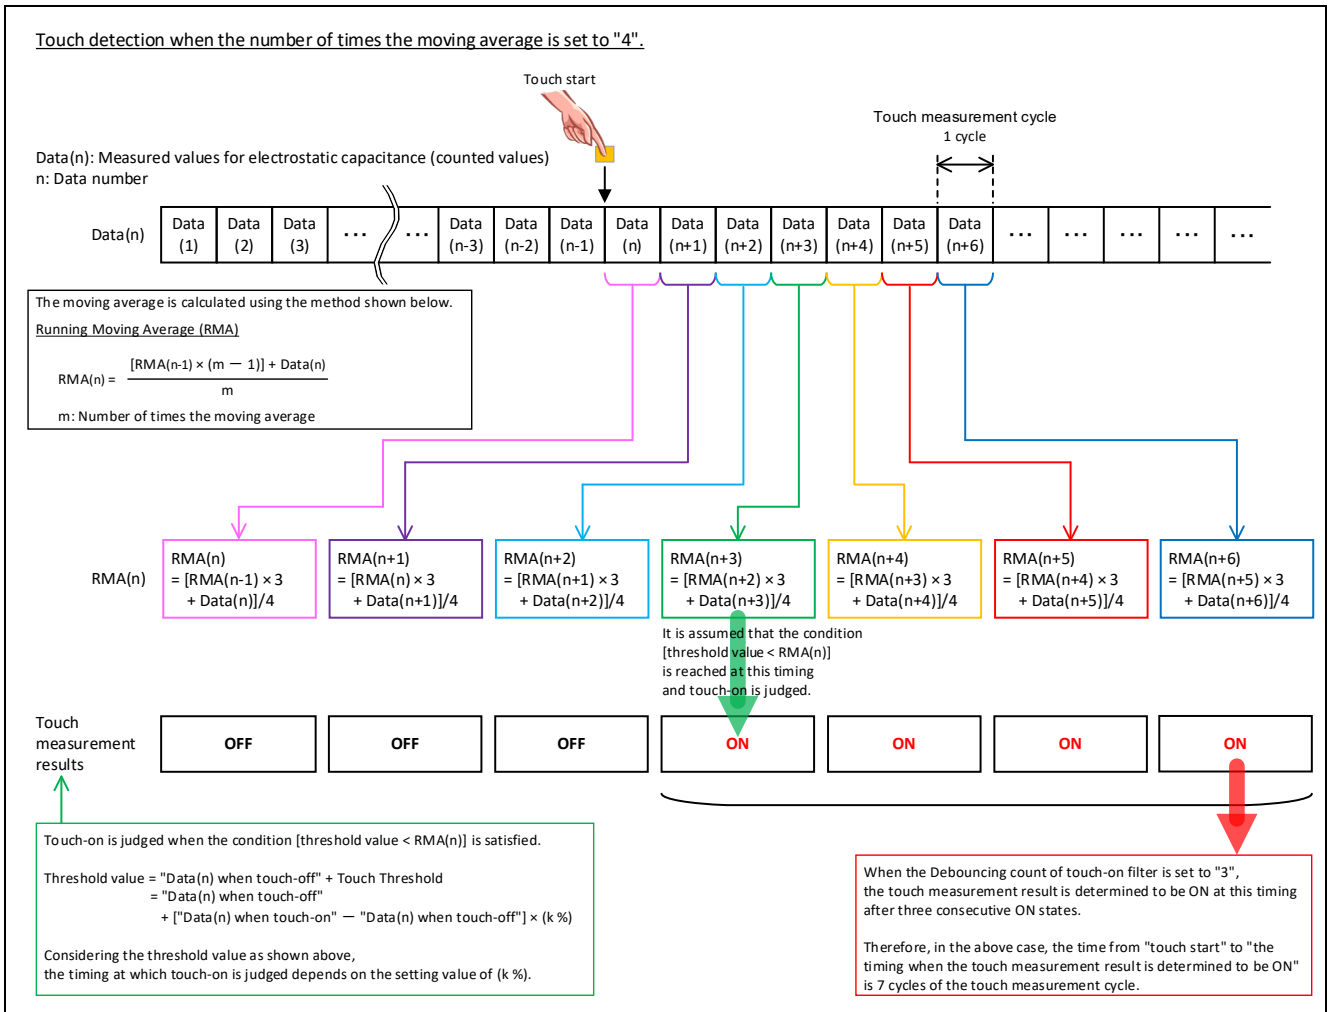 Touch detection when the number of times the moving average is set to "4".
Touch start
Touch measurement cycle
1 cycle
Data(n): Measured values for electrostatic capacitance (counted values)
n: Data number
Data(n)
Data (1)
Data (2)
Data (3)
...
...
Data (n-3)
Data (n-2)
Data (n-1)
Data (n)
Data (n+1)
Data (n+2)
Data (n+3)
Data (n+4)
Data (n+5)
Data (n+6)
...
...
...
...
...
The moving average is calculated using the method shown below.
Running Moving Average (RMA)
RMA(n) = [RMA(n-1) × (m － 1)] + Data(n)
m
m: Number of times the moving average
RMA(n)
RMA(n)
= [RMA(n-1) × 3
+ Data(n)]/4
RMA(n+1)
= [RMA(n) × 3
+ Data(n+1)]/4
RMA(n+2)
= [RMA(n+1) × 3
+ Data(n+2)]/4
RMA(n+3)
= [RMA(n+2) × 3
+ Data(n+3)]/4
RMA(n+4)
= [RMA(n+3) × 3
+ Data(n+4)]/4
RMA(n+5)
= [RMA(n+4) × 3
+ Data(n+5)]/4
RMA(n+6)
= [RMA(n+5) × 3
+ Data(n+6)]/4
It is assumed that the condition
[threshold value < RMA(n)]
is reached at this timing
and touch-on is judged.
Touch
measurement
results
OFF
OFF
OFF
ON
ON
ON
ON
Touch-on is judged when the condition [threshold value < RMA(n)] is satisfied.
Threshold value = "Data(n) when touch-off" + Touch Threshold
= "Data(n) when touch-off"
+ ["Data(n) when touch-on" － "Data(n) when touch-off"] × (k %)
Considering the threshold value as shown above,
the timing at which touch-on is judged depends on the setting value of (k %).
When the Debouncing count of touch-on filter is set to "3",
the touch measurement result is determined to be ON at this timing
after three consecutive ON states.
Therefore, in the above case, the time from "touch start" to "the
timing when the touch measurement result is determined to be ON"
is 7 cycles of the touch measurement cycle.